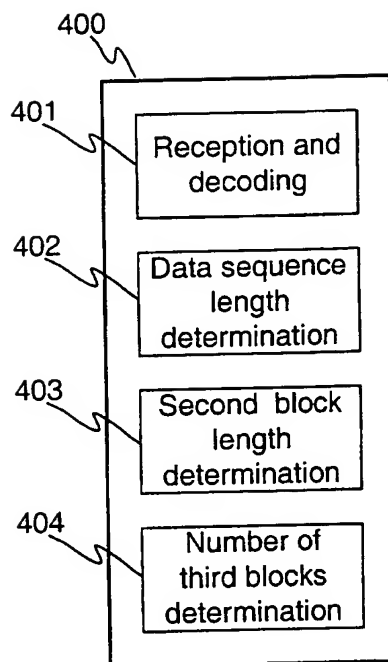 400
401
Reception and
decoding
402
Data sequence
length
determination
403
Second block
length
determination
404
Number of
third blocks
determination